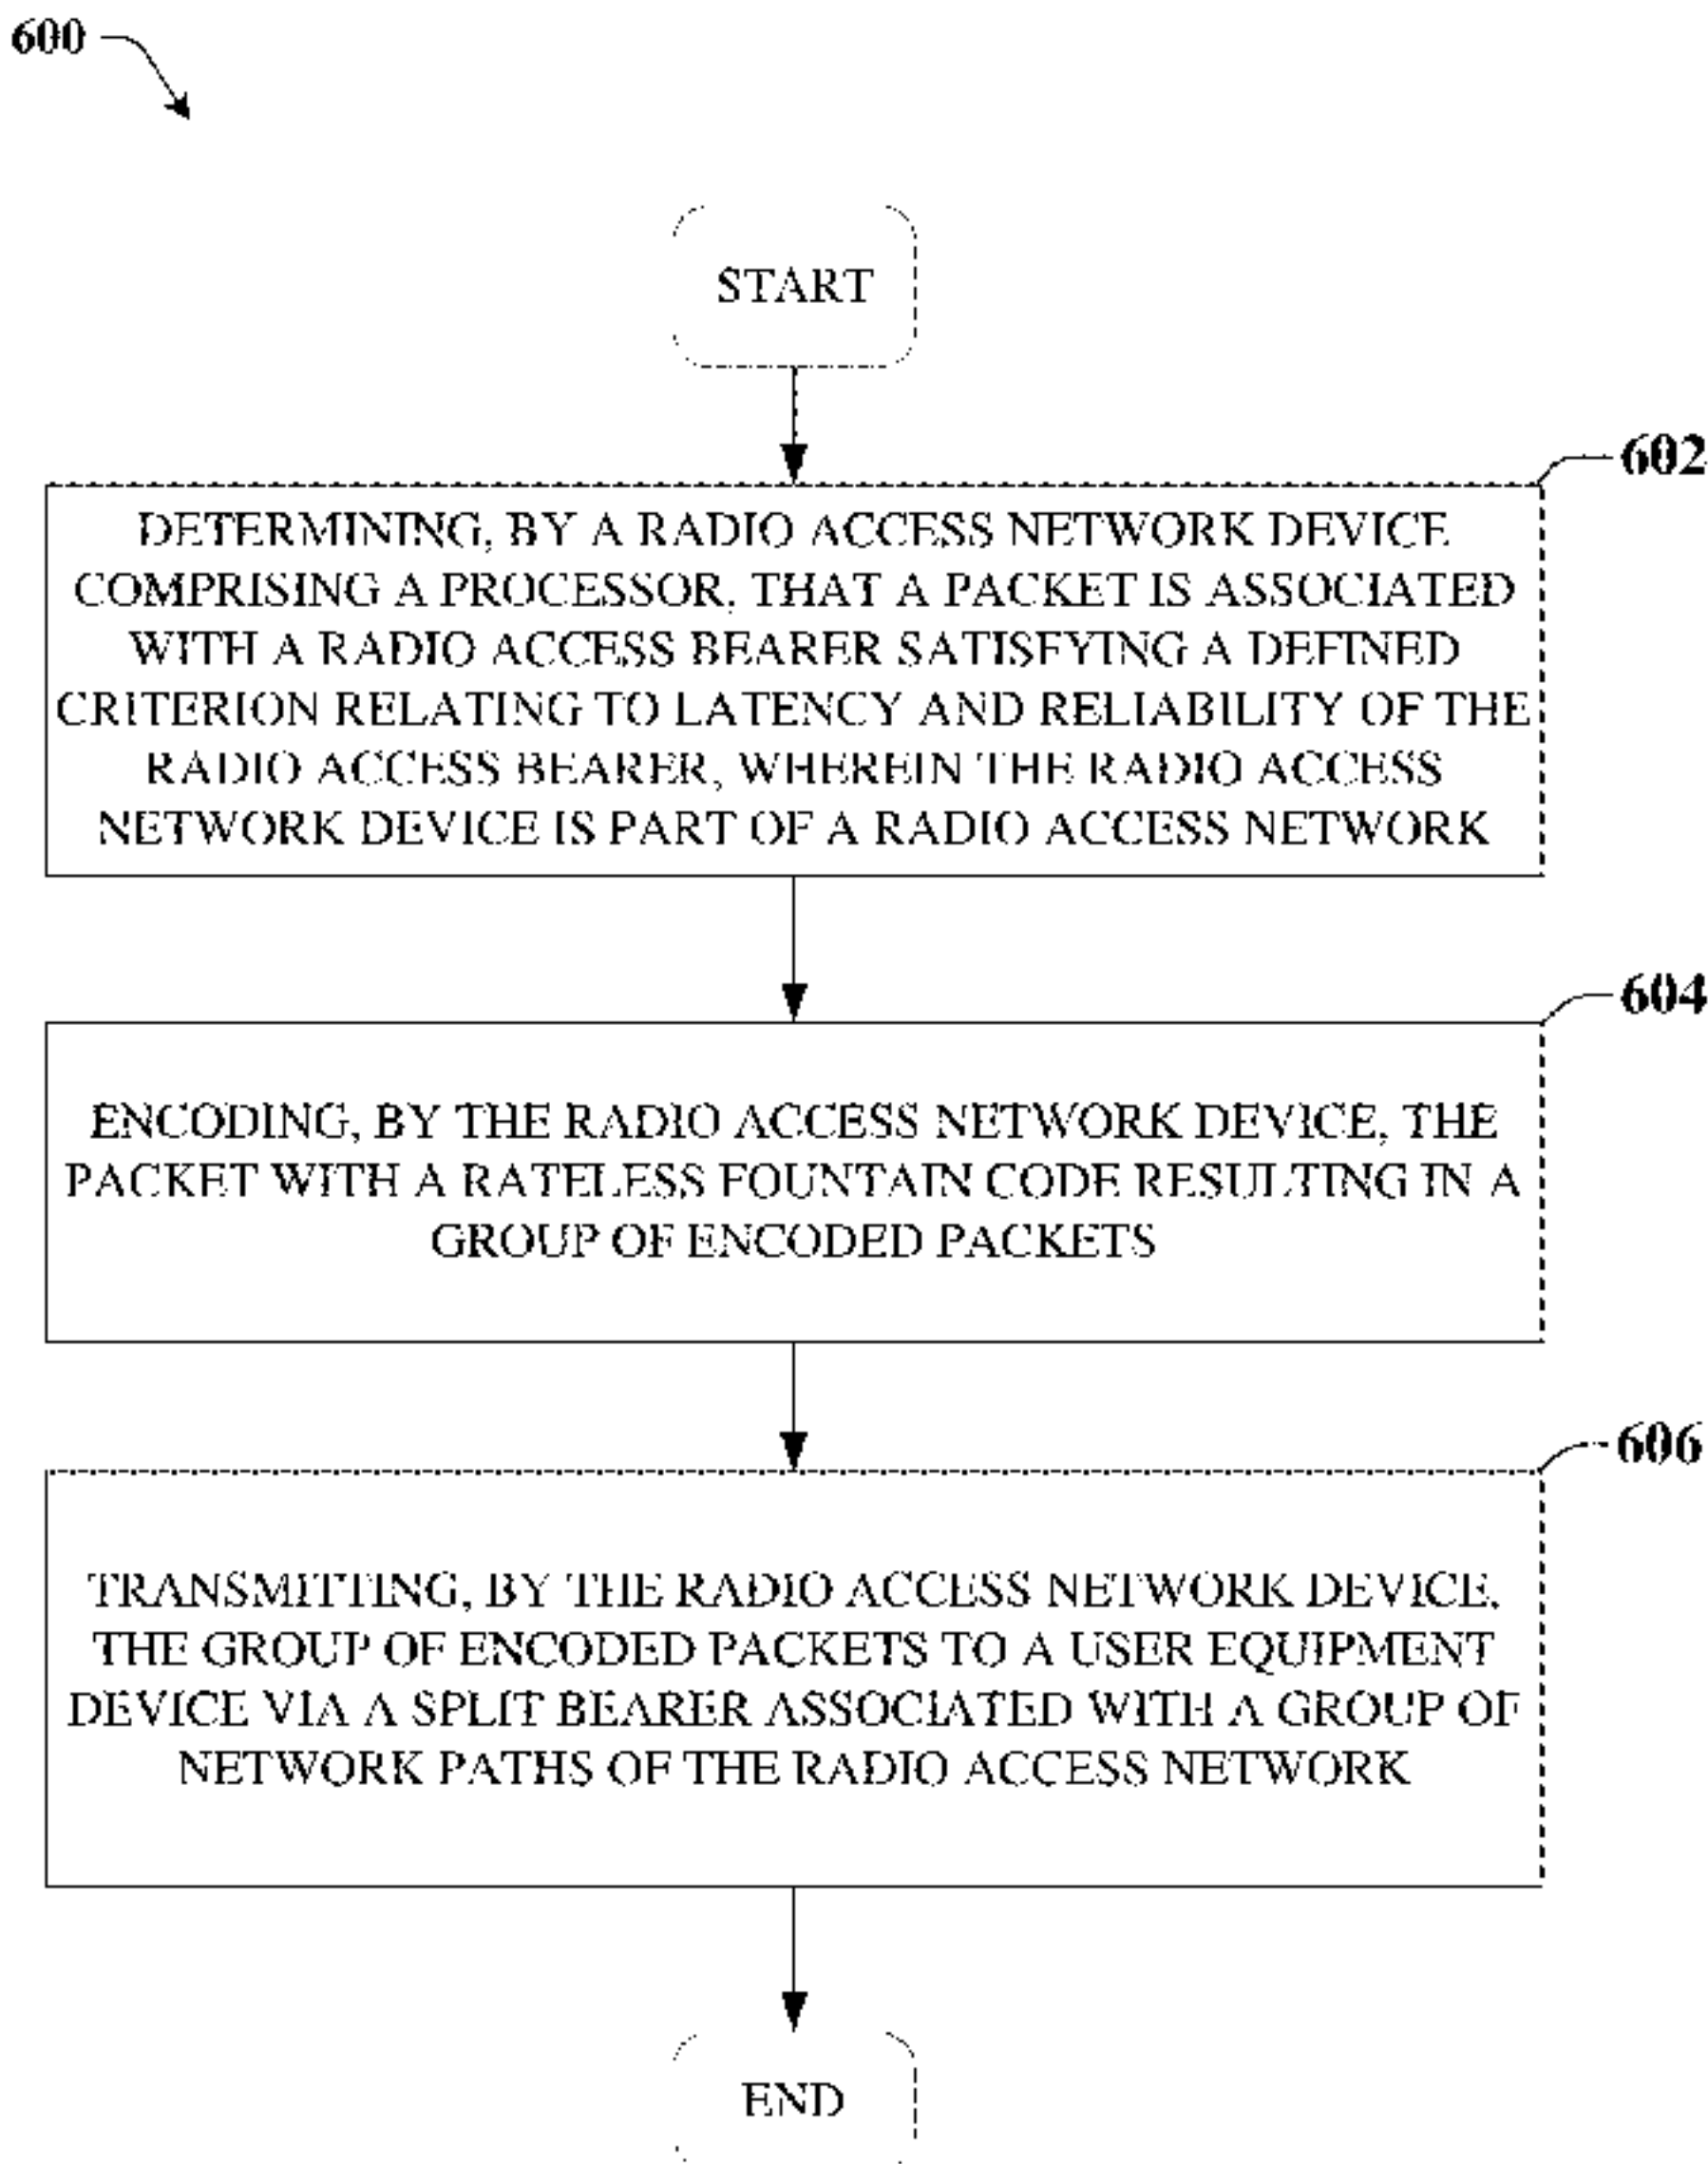 600
START
602
DETERMINING, BY A RADIO ACCESS NETWORK DEVICE
COMPRISING A PROCESSOR, THAT A PACKET IS ASSOCIATED
WITH A RADIO ACCESS BEARER SATISFYING A DEFINED
CRITERION RELATING TO LATENCY AND RELIABILITY OF THE
RADIO ACCESS BEARER, WHEREIN THE RADIO ACCESS
NETWORK DEVICE IS PART OF A RADIO ACCESS NETWORK
604
ENCODING, BY THE RADIO ACCESS NETWORK DEVICE, THE
PACKET WITH A RATELESS FOUNTAIN CODE RESULTING IN A
GROUP OF ENCODED PACKETS
606
TRANSMITTING, BY THE RADIO ACCESS NETWORK DEVICE,
THE GROUP OF ENCODED PACKETS TO A USER EQUIPMENT
DEVICE VIA A SPLIT BEARER ASSOCIATED WITH A GROUP OF
NETWORK PATHS OF THE RADIO ACCESS NETWORK
END